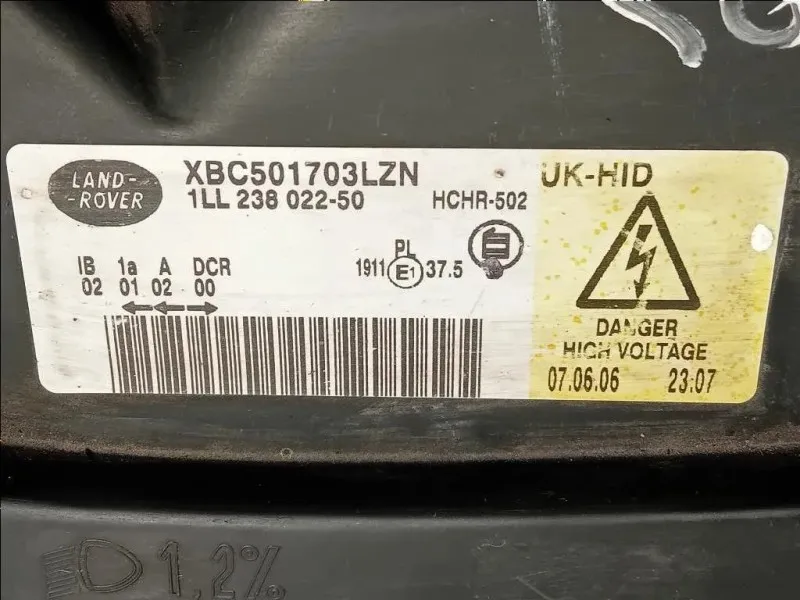 LAND-
-ROVER
XBC501703LZN
1LL 238 022-50
HCHR-502
UK-HID
PL
1911 E1 37.5
IB 1a A DCR
02 01 02 00
DANGER
HIGH VOLTAGE
07.06.06 23:07
1,2%